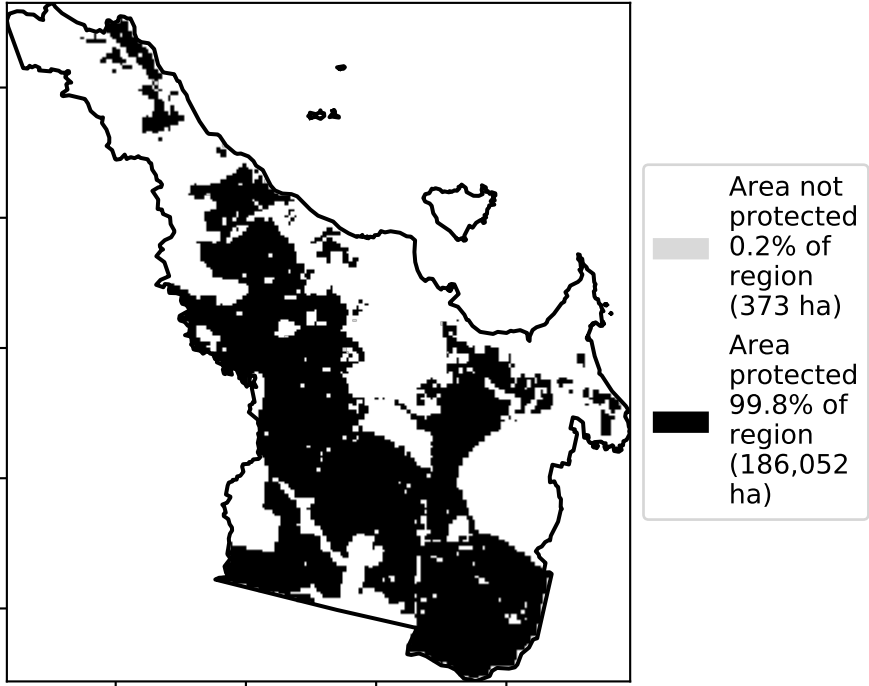 Area not
protected
0.2% of
region
(373 ha)
Area
protected
99.8% of
region
(186,052
ha)